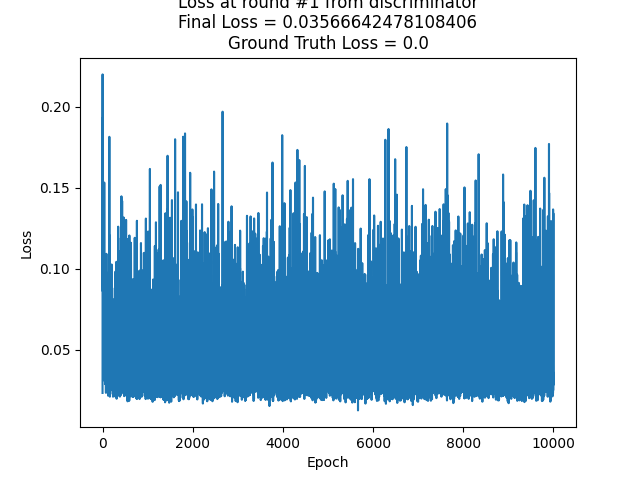 Loss at round #1 from discriminator
Final Loss = 0.03566642478108406
Ground Truth Loss = 0.0
0.20
0.15
0.10
0.05
Loss
0
2000
4000
6000
8000
10000
Epoch